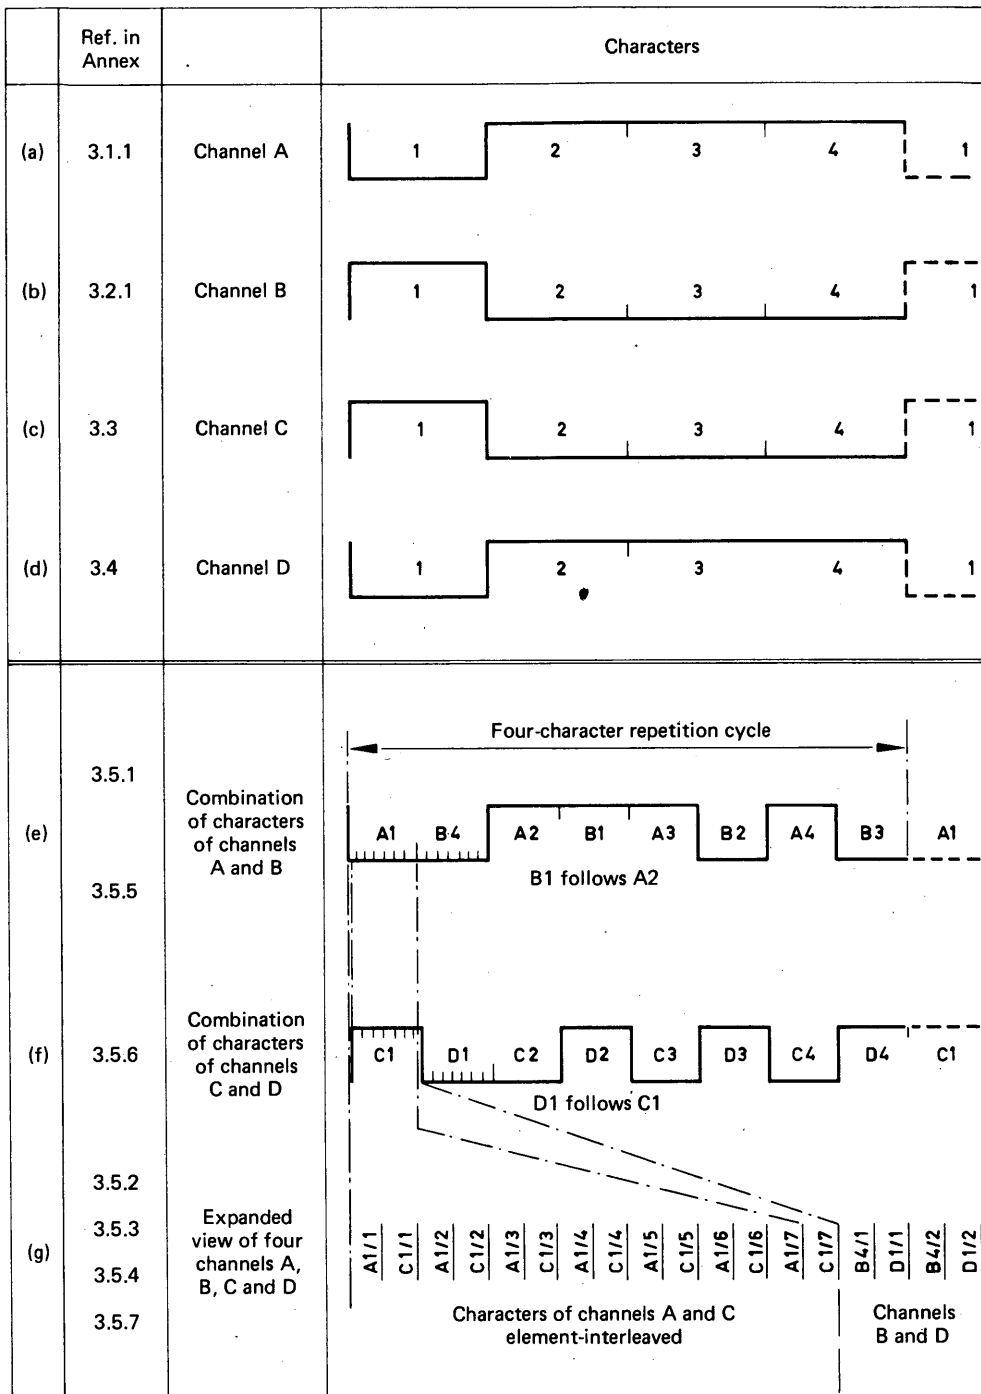 Ref. in
Annex
Characters
(a) 3.1.1 Channel A 1 2 3 4 1
(b) 3.2.1 Channel B 1 2 3 4 1
(c) 3.3 Channel C 1 2 3 4 1
(d) 3.4 Channel D 1 2 3 4 1
Four-character repetition cycle
3.5.1
(e)
3.5.5
Combination
of characters
of channels
A and B
A1 B4 A2 B1 A3 B2 A4 B3 A1
B1 follows A2
(f)
3.5.6
Combination
of characters
of channels
C and D
C1 D1 C2 D2 C3 D3 C4 D4 C1
D1 follows C1
(g)
3.5.2
3.5.3
3.5.4
3.5.7
Expanded
view of four
channels A,
B, C and D
A1/1 C1/1 A1/2 C1/2 A1/3 C1/3 A1/4 C1/4 A1/5 C1/5 A1/6 C1/6 A1/7 C1/7 B4/1 D1/1 B4/2 D1/2
Characters of channels A and C
element-interleaved
Channels
B and D